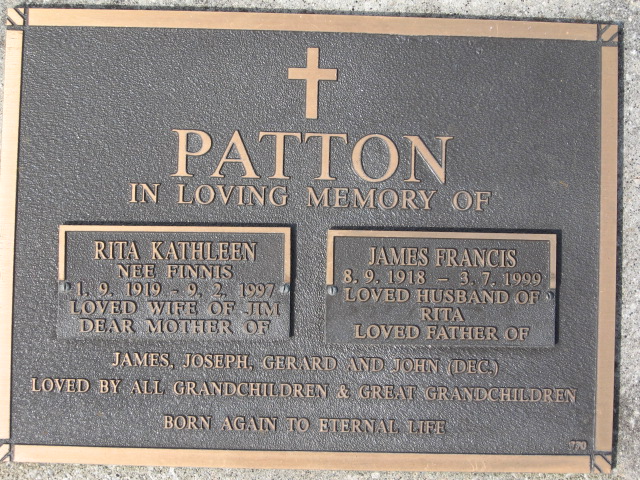 PATTON
IN LOVING MEMORY OF
RITA KATHLEEN
NEE FINNIS
1. 9. 1919 - 9. 2. 1997
LOVED WIFE OF JIM
DEAR MOTHER OF
JAMES FRANCIS
8. 9. 1918 - 3. 7. 1999
LOVED HUSBAND OF
RITA
LOVED FATHER OF
JAMES, JOSEPH, GERARD AND JOHN (DEC.)
LOVED BY ALL GRANDCHILDREN & GREAT GRANDCHILDREN
BORN AGAIN TO ETERNAL LIFE
770